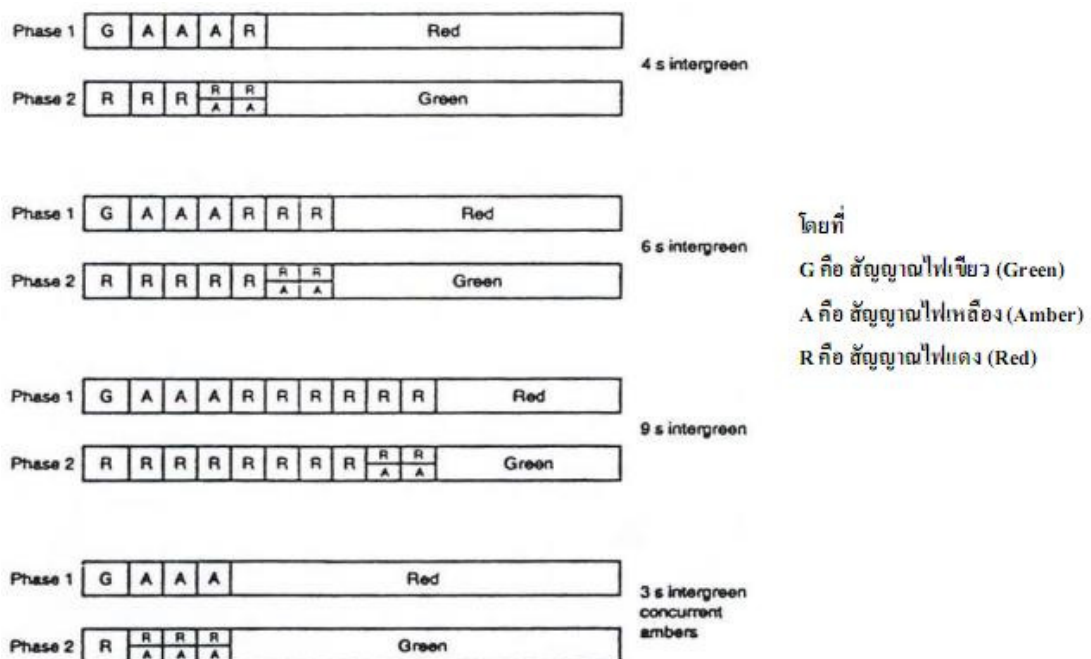 Phase 1 G A A A R Red
4 s intergreen
Phase 2 R R R R A R A Green
Phase 1 G A A A R R R Red
6 s intergreen
Phase 2 R R R R R R A R A Green
Phase 1 G A A A R R R R R R Red
9 s intergreen
Phase 2 R R R R R R R R R A R A Green
Phase 1 G A A A Red
3 s intergreen
concurrent
ambers
Phase 2 R R A R A R A Green
โดยที่
G คือ สัญญาณไฟเขียว (Green)
A คือ สัญญาณไฟเหลือง (Amber)
R คือ สัญญาณไฟแดง (Red)